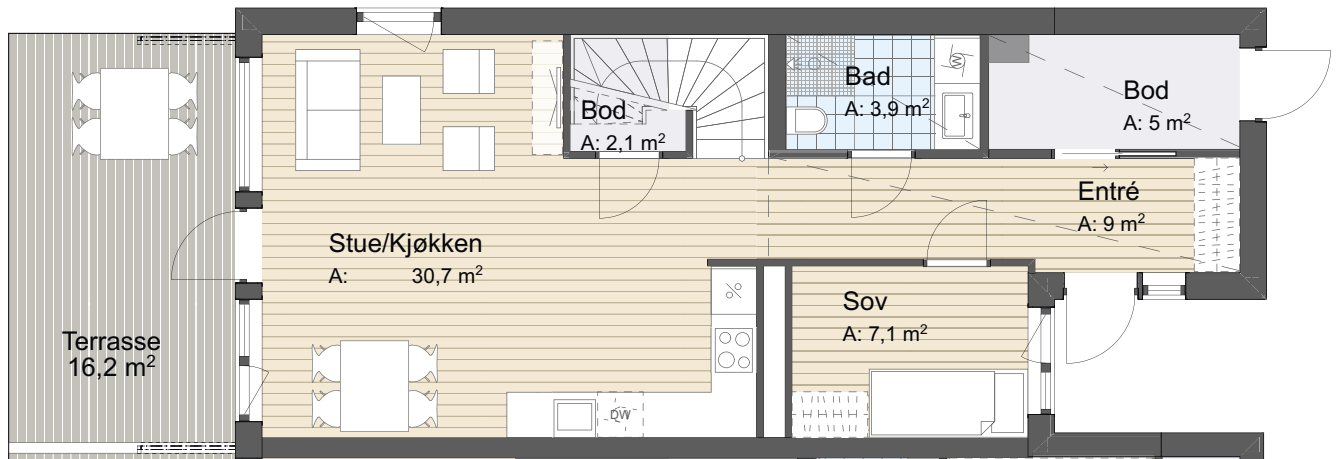 Bod
A: 2,1 m²
Bad
A: 3,9 m²
Bod
A: 5 m²
Entré
A: 9 m²
Stue/Kjøkken
A: 30,7 m²
Sov
A: 7,1 m²
Terrasse
16,2 m²
DW
%
W